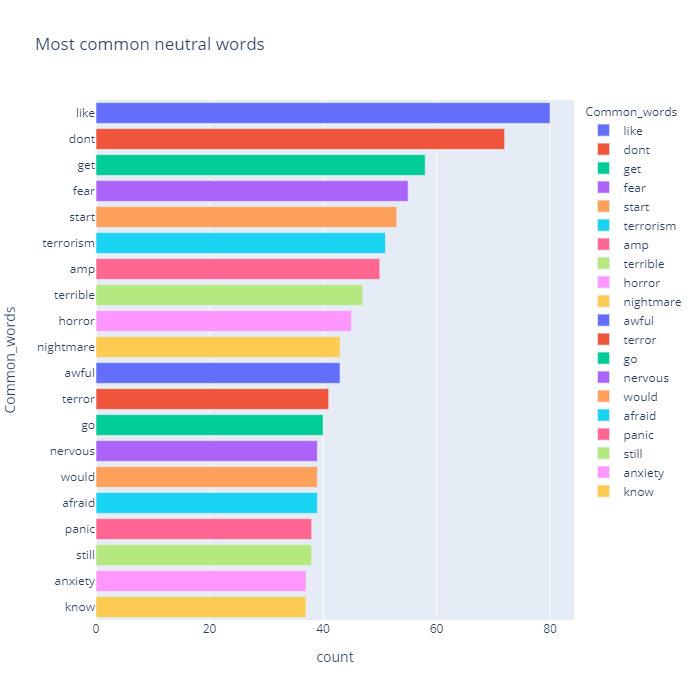 Most common neutral words
Common_words
like
dont
get
fear
start
terrorism
amp
terrible
horror
nightmare
awful
terror
go
nervous
would
afraid
panic
still
anxiety
know
0 20 40 60 80
count
Common_words
like
dont
get
fear
start
terrorism
amp
terrible
horror
nightmare
awful
terror
go
nervous
would
afraid
panic
still
anxiety
know